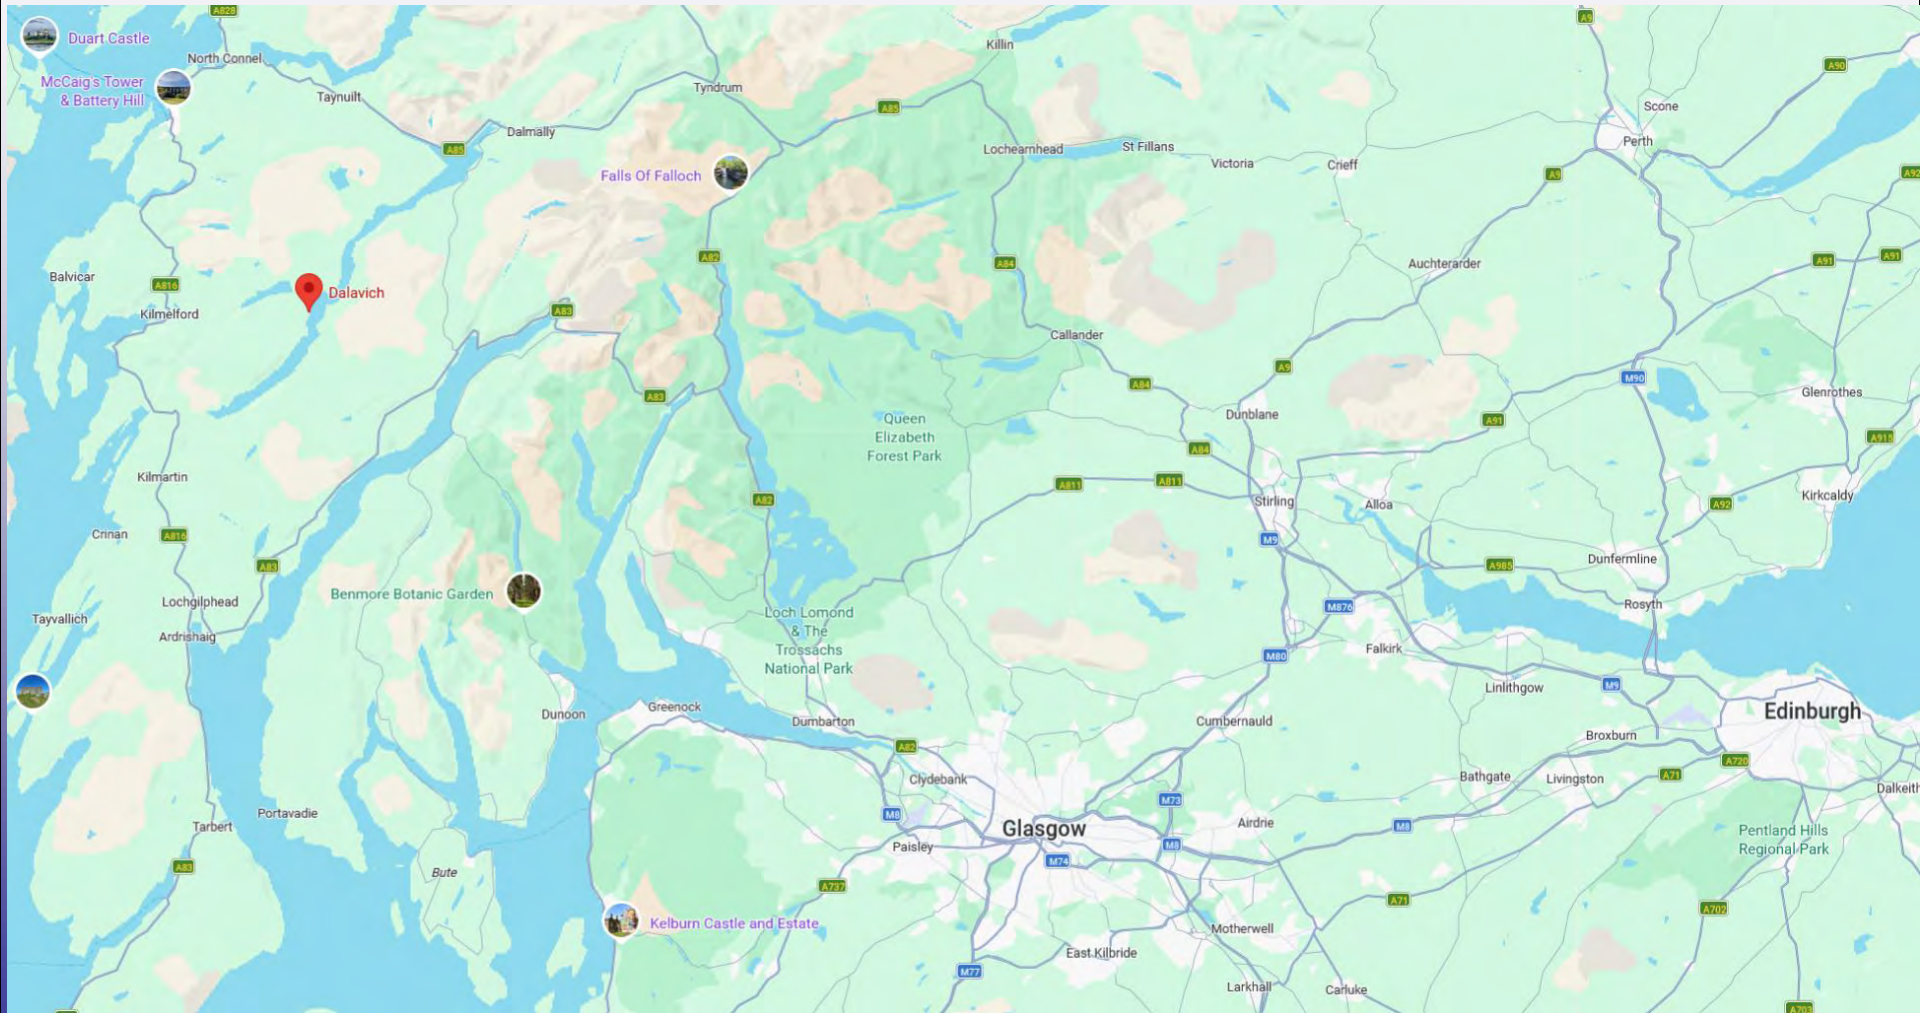 A828
Duart Castle
North Connel
McCaig's Tower
& Battery Hill
Taynuilt
A85
Dalmally
Tyndrum
Killin
A85
Lochearnhead
St Fillans
Victoria
Crieff
A9
A90
Scone
Perth
A9
A92
Falls Of Falloch
A82
A84
Auchterarder
A91
A91
Balvicar
A816
Dalavich
Kilmelford
A83
Callander
A84
A9
M90
Glenrothes
A83
Queen
Elizabeth
Forest Park
Dunblane
A91
A915
A84
Kilmartin
A82
A811
A811
Stirling
Alloa
A92
Kirkcaldy
Crinan
A816
M9
A83
Dunfermline
A985
Benmore Botanic Garden
Lochgilphead
Rosyth
M876
Tayvallich
Ardrishaig
Loch Lomond
& The
Trossachs
National Park
M80
Falkirk
Linlithgow
M9
Dunoon
Greenock
Dumbarton
Cumbernauld
Edinburgh
Broxburn
A82
A720
Clydebank
Bathgate
Livingston
A71
Dalkeith
M73
Portavadie
M8
Tarbert
Glasgow
Airdrie
M8
Pentland Hills
Regional Park
Paisley
M74
M8
A83
Bute
A737
A71
A702
Kelburn Castle and Estate
Motherwell
East Kilbride
M77
Larkhall
Carluke
A703